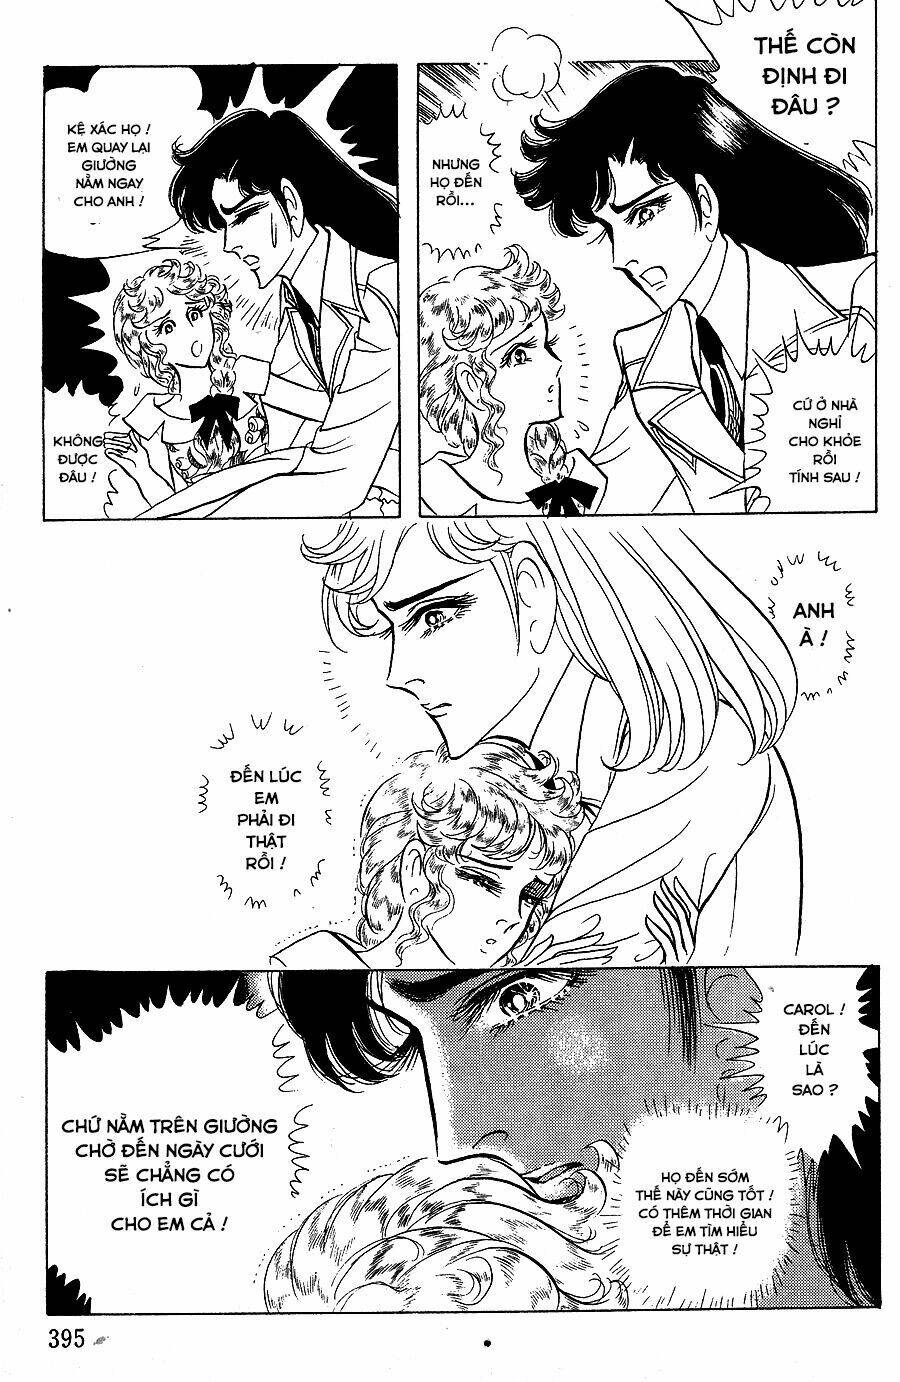 THẾ CÒN
ĐỊNH ĐI
ĐÂU ?
NHƯNG
HỌ ĐẾN
RỒI...
CỨ Ở NHÀ
NGHỈ
CHO KHỎE
RỒI
TÍNH SAU !
KỆ XÁC HỌ !
EM QUAY LẠI
GIƯỜNG
NẰM NGAY
CHO ANH !
KHÔNG
ĐƯỢC
ĐÂU !
ANH
À !
ĐẾN LÚC
EM
PHẢI ĐI
THẬT
RỒI !
CAROL !
ĐẾN
LÚC
LÀ
SAO ?
HỌ ĐẾN SỚM
THẾ NÀY CŨNG TỐT !
CÓ THÊM THỜI GIAN
ĐỂ EM TÌM HIỂU
SỰ THẬT !
CHỨ NẰM TRÊN GIƯỜNG
CHỜ ĐẾN NGÀY CƯỚI
SẼ CHẲNG CÓ
ÍCH GÌ
CHO EM CẢ !
395